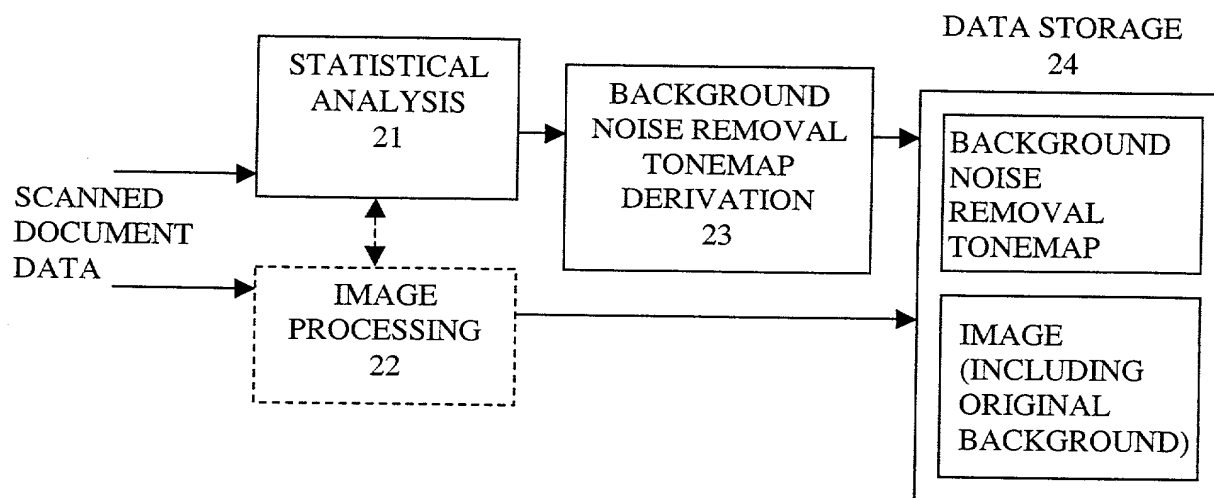 DATA STORAGE
24
STATISTICAL
ANALYSIS
21
BACKGROUND
NOISE REMOVAL
TONEMAP
DERIVATION
23
BACKGROUND
NOISE
REMOVAL
TONEMAP
SCANNED
DOCUMENT
DATA
IMAGE
PROCESSING
22
IMAGE
(INCLUDING
ORIGINAL
BACKGROUND)